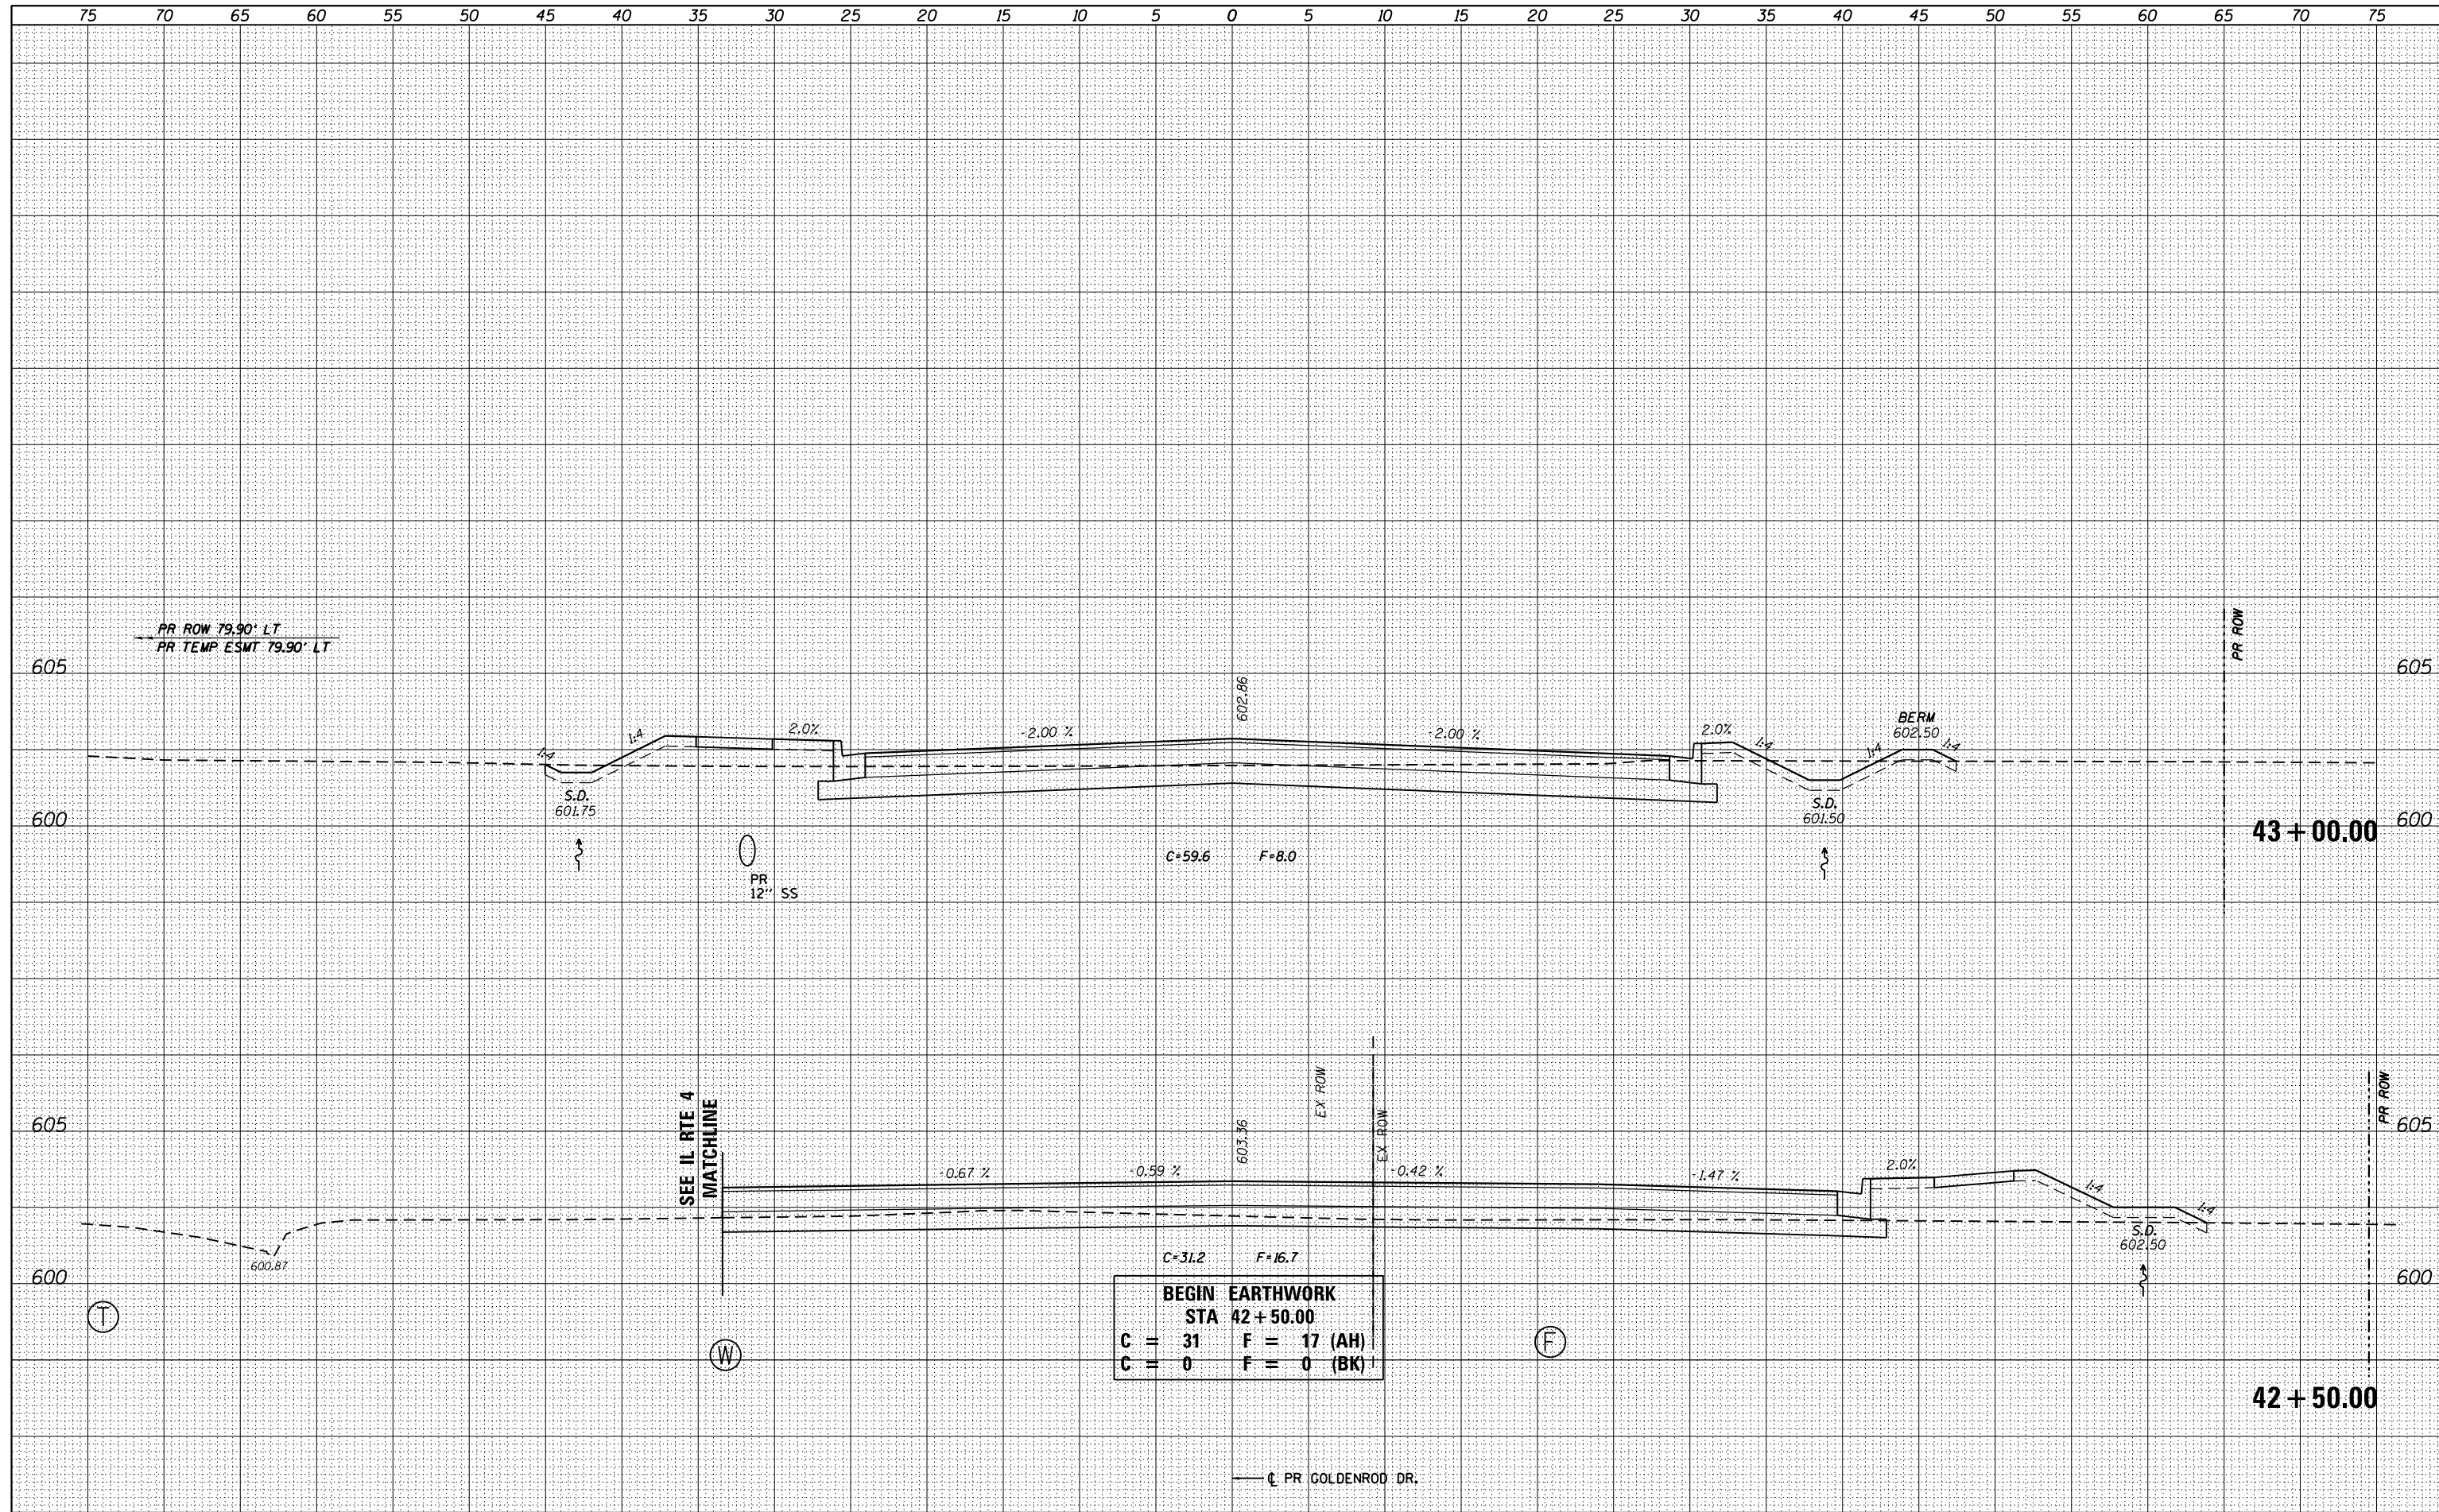 75 70 65 60 55 50 45 40 35 30 25 20 15 10 5 0 5 10 15 20 25 30 35 40 45 50 55 60 65 70 75
PR ROW 79.90' LT
PR TEMP ESMT 79.90' LT
PR ROW
605
605
602.86
BERM
602.50
1:4
1:4
2.0%
-2.00 %
-2.00 %
2.0%
1:4
1:4
1:4
S.D.
601.75
S.D.
601.50
600
600
43+00.00
C=59.6 F=8.0
PR
12'' SS
SEE IL RTE 4
MATCHLINE
EX ROW
EX ROW
PR ROW
605
605
603.36
-0.67 %
-0.59 %
-0.42 %
-1.47 %
2.0%
1:4
1:4
S.D.
602.50
600.87
C=31.2 F=16.7
600
600
BEGIN EARTHWORK
STA 42+50.00
C = 31 F = 17 (AH)
C = 0 F = 0 (BK)
T
W
F
42+50.00
℄ PR GOLDENROD DR.